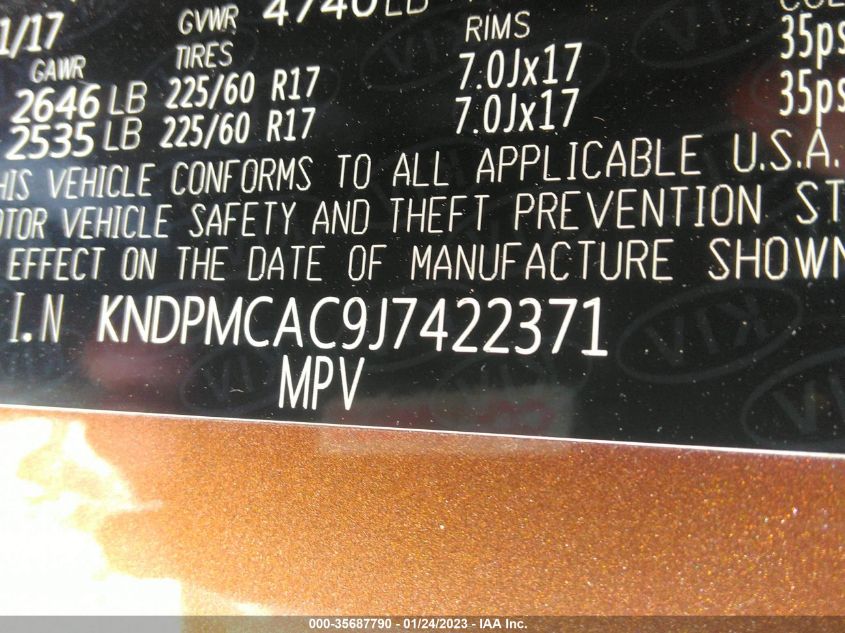 GVWR 4740LB
1/17 TIRES RIMS 35ps
GAWR
2646 LB 225/60 R17 7.0Jx17 35ps
2535 LB 225/60 R17 7.0Jx17
HIS VEHICLE CONFORMS TO ALL APPLICABLE U.S.A.
OTOR VEHICLE SAFETY AND THEFT PREVENTION ST
EFFECT ON THE DATE OF MANUFACTURE SHOWN
I.N KNDPMCAC9J7422371
MPV
000-35687790 - 01/24/2023 - IAA Inc.